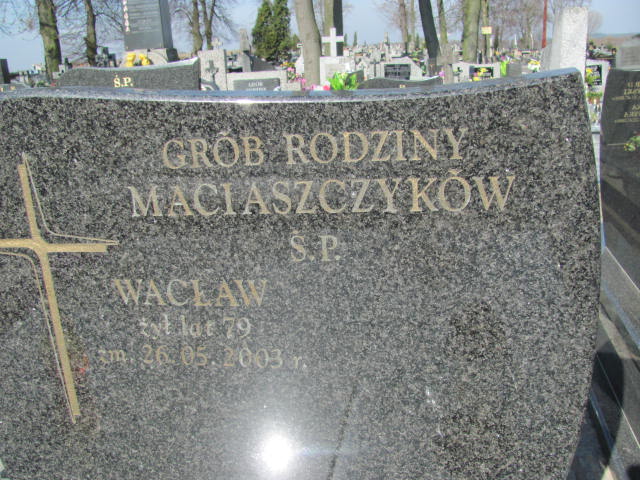 Ś.P.
GRÓB RODZINY
MACIASZCZYKÓW
Ś.P.
WACŁAW
żył lat 79
zm. 26.05.2003 r.